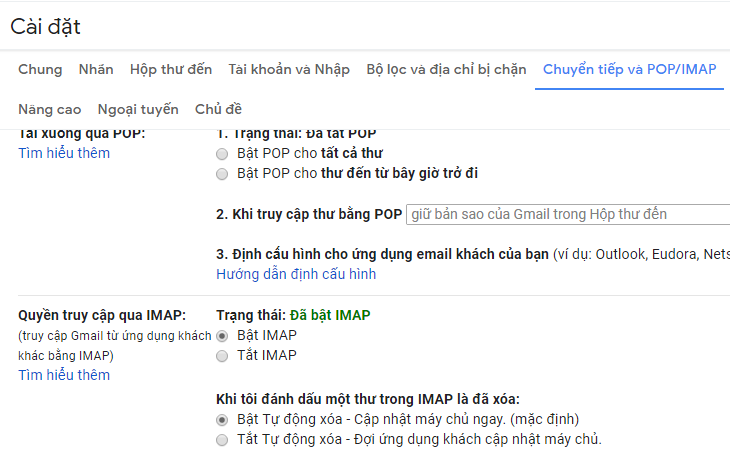 Cài đặt
Chung Nhãn Hộp thư đến Tài khoản và Nhập Bộ lọc và địa chỉ bị chặn Chuyển tiếp và POP/IMAP
Nâng cao Ngoại tuyến Chủ đề
Tải xuống qua POP: 1. Trạng thái: Đã tắt POP
Tìm hiểu thêm Bật POP cho tất cả thư
Bật POP cho thư đến từ bây giờ trở đi
2. Khi truy cập thư bằng POP giữ bản sao của Gmail trong Hộp thư đến
3. Định cấu hình cho ứng dụng email khách của bạn (ví dụ: Outlook, Eudora, Nets
Hướng dẫn định cấu hình
Quyền truy cập qua IMAP: Trạng thái: Đã bật IMAP
(truy cập Gmail từ ứng dụng khách Bật IMAP
khác bằng IMAP) Tắt IMAP
Tìm hiểu thêm
Khi tôi đánh dấu một thư trong IMAP là đã xóa:
Bật Tự động xóa - Cập nhật máy chủ ngay. (mặc định)
Tắt Tự động xóa - Đợi ứng dụng khách cập nhật máy chủ.